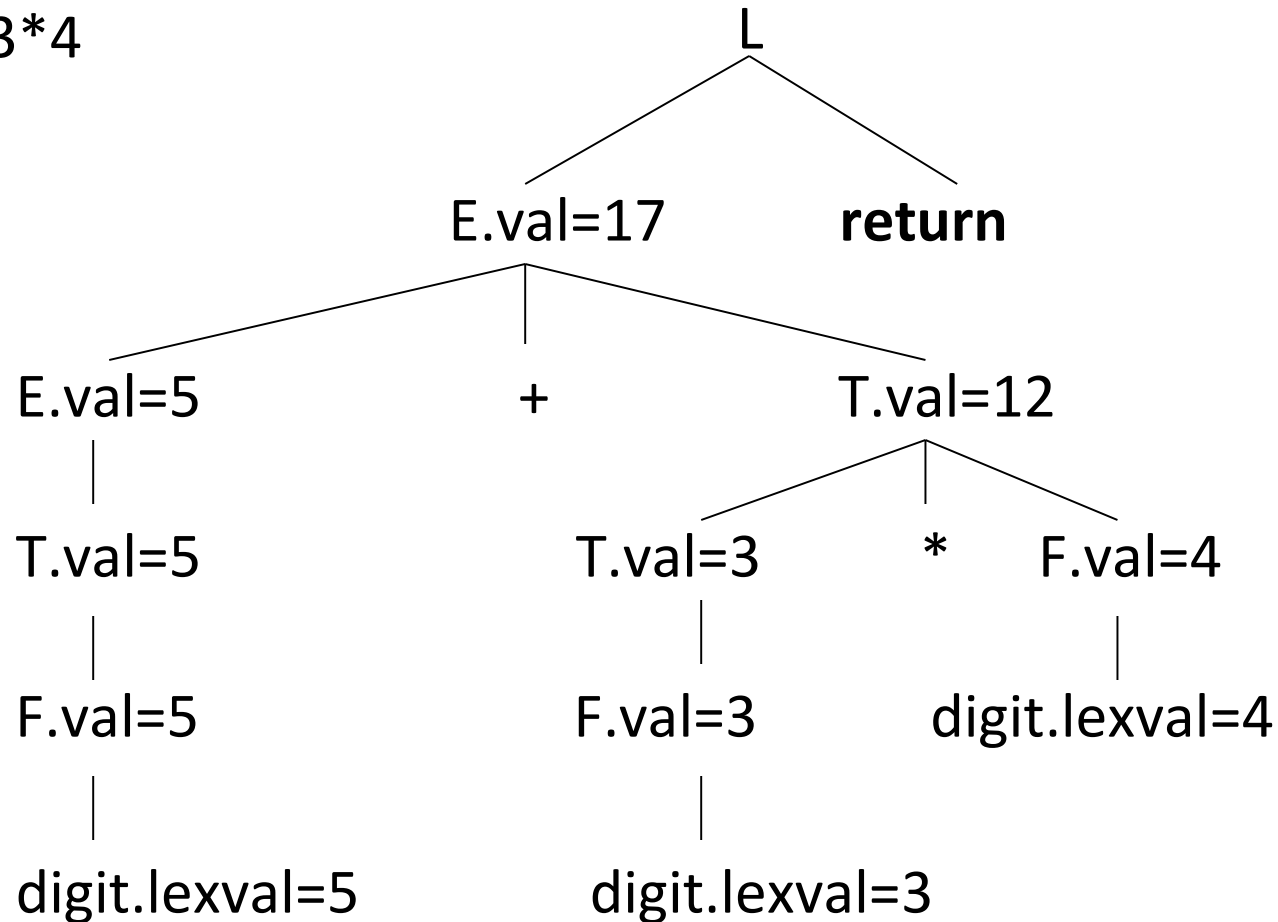 3*4
L
E.val=17 return
E.val=5 + T.val=12
T.val=5 T.val=3 * F.val=4
F.val=5 F.val=3 digit.lexval=4
digit.lexval=5 digit.lexval=3